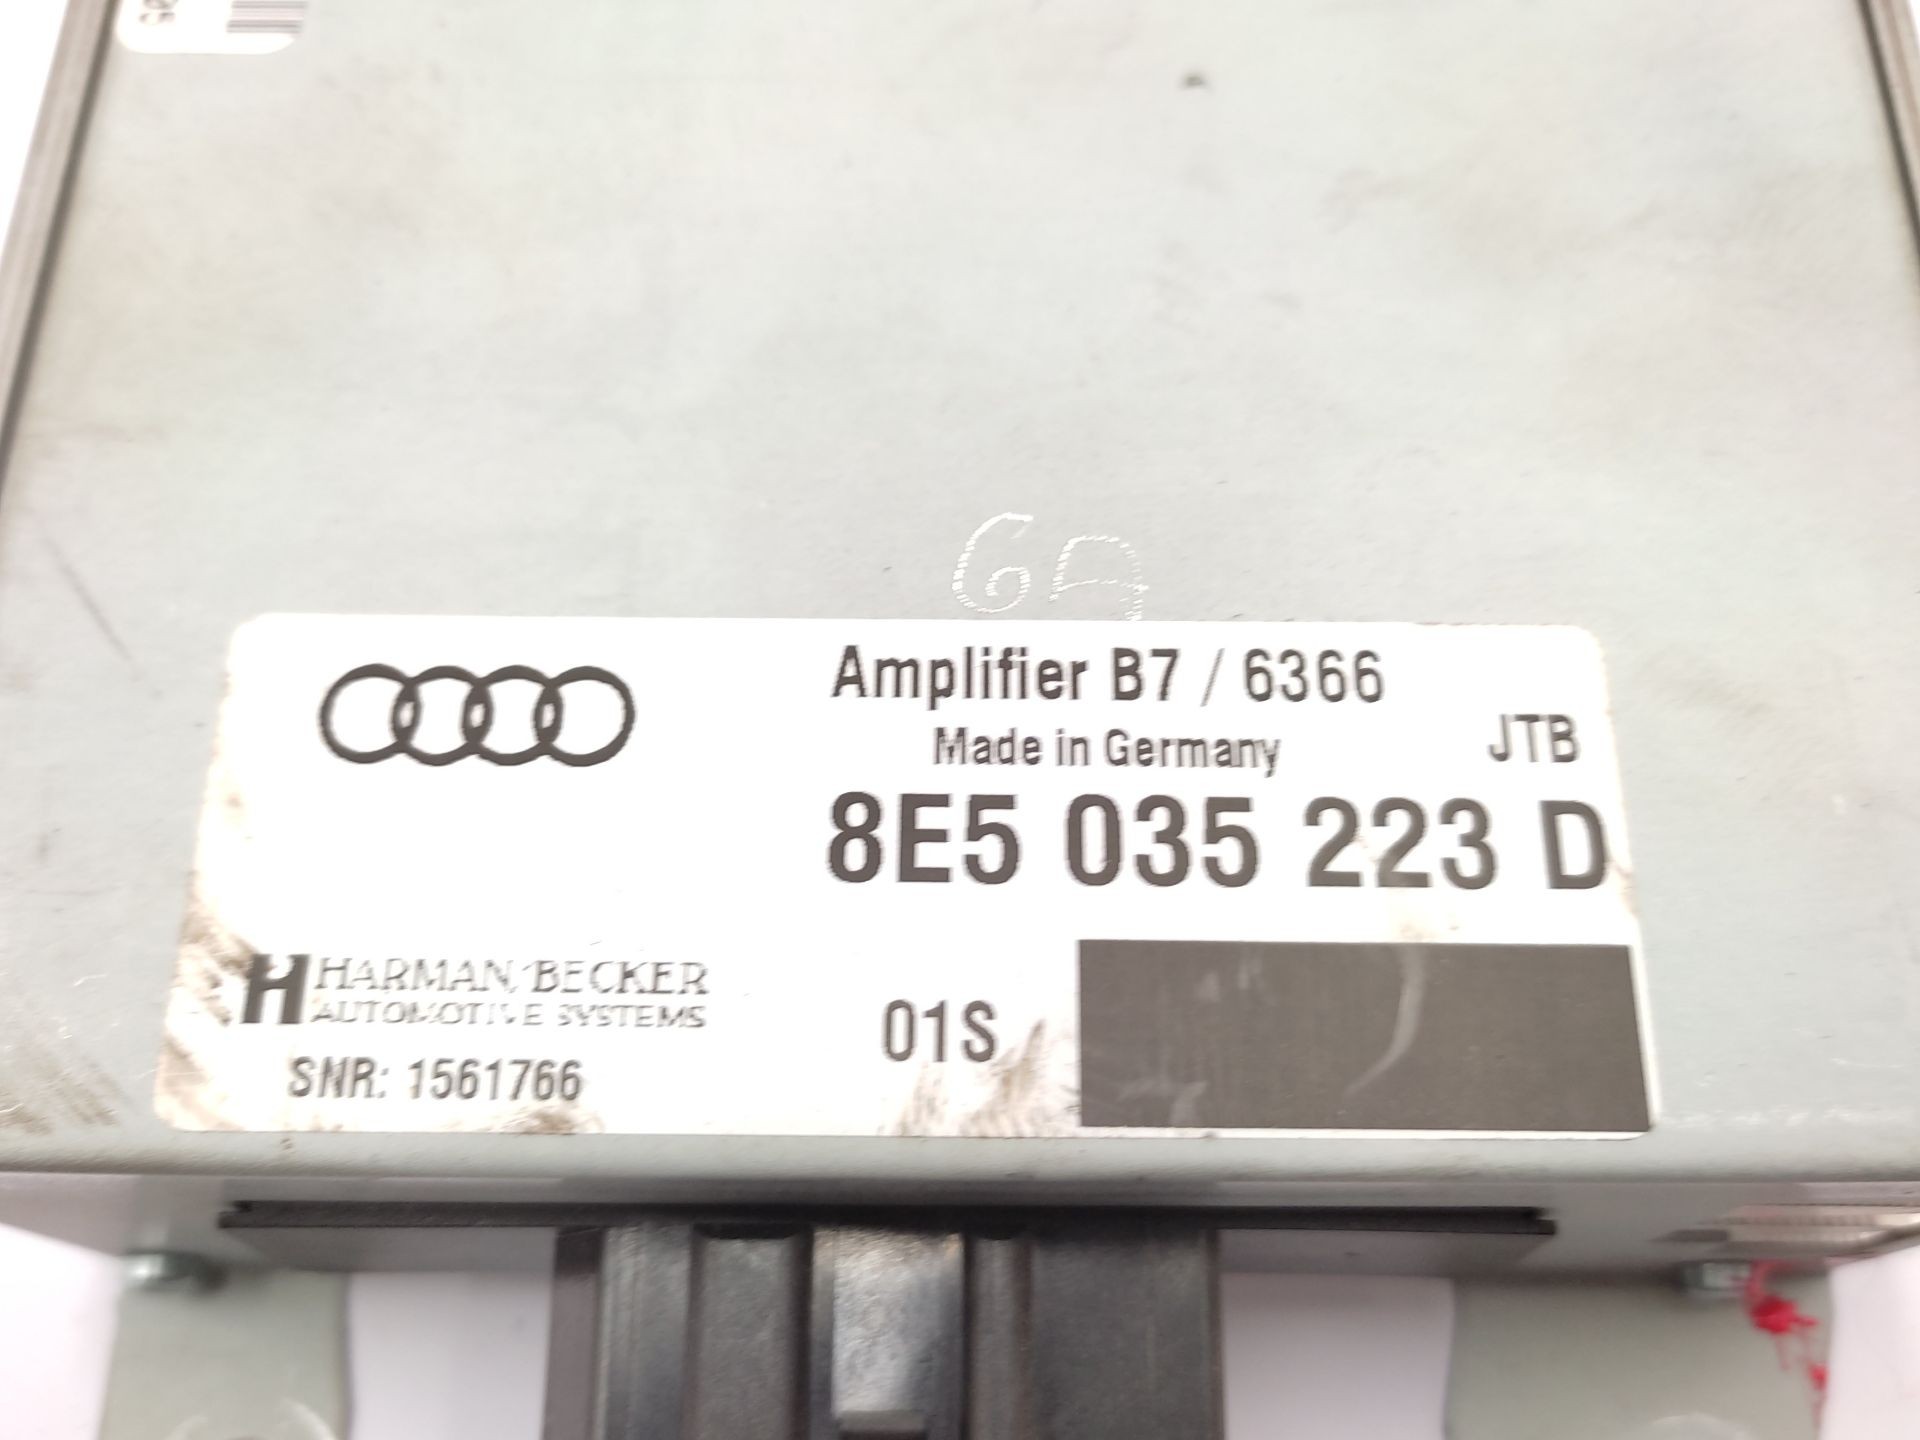 Amplifier B7 / 6366
Made in Germany
JTB
8E5 035 223 D
HARMAN/BECKER
AUTOMOTIVE SYSTEMS
01S
SNR: 1561766